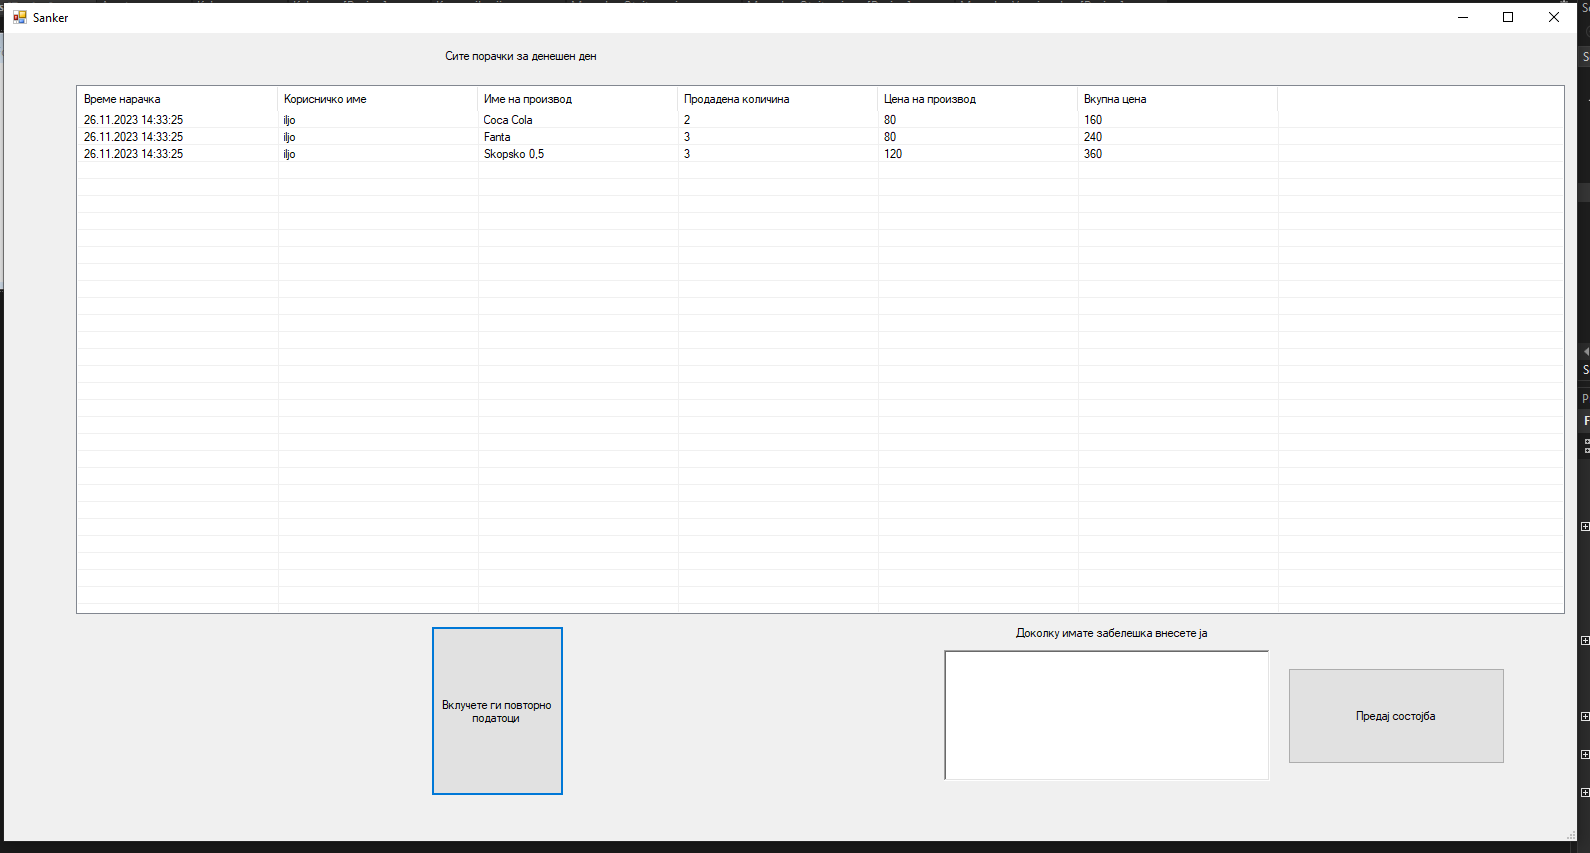 Sanker
Сите порачки за денешен ден
Време нарачка Корисничко име Име на производ Продадена количина Цена на производ Вкупна цена
26.11.2023 14:33:25 iljo Coca Cola 2 80 160
26.11.2023 14:33:25 iljo Fanta 3 80 240
26.11.2023 14:33:25 iljo Skopsko 0,5 3 120 360
Доколку имате забелешка внесете ја
Вклучете ги повторно
податоци
Предај состојба